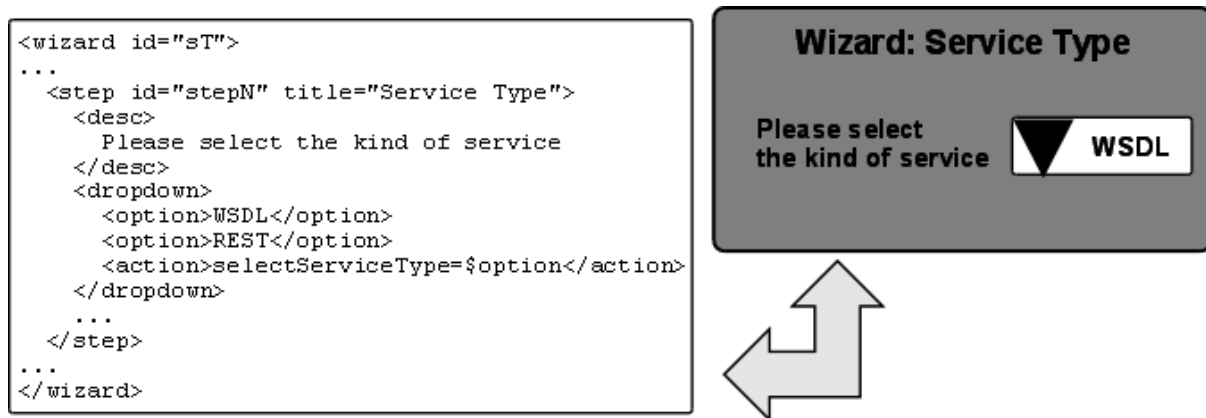 <wizard id="sT">
...
<step id="stepN" title="Service Type">
<desc>
Please select the kind of service
</desc>
<dropdown>
<option>WSDL</option>
<option>REST</option>
<action>selectServiceType=$option</action>
</dropdown>
...
</step>
...
</wizard>
Wizard: Service Type
Please select
the kind of service
WSDL